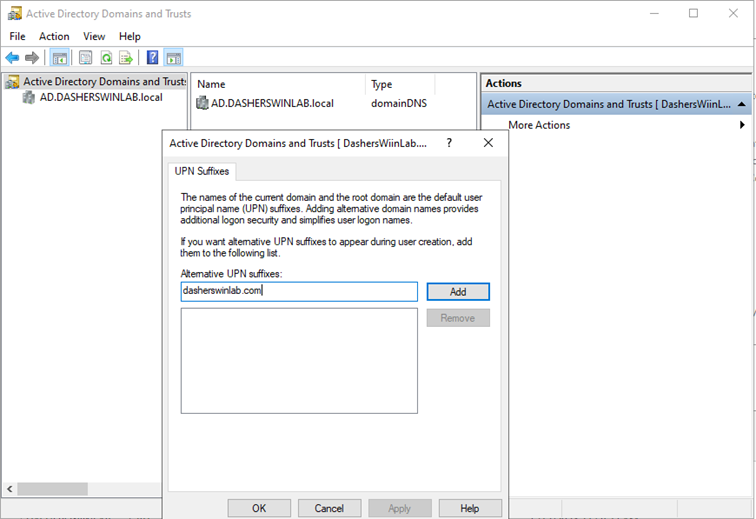 Active Directory Domains and Trusts
File Action View Help
Active Directory Domains and Trusts
AD.DASHERSWINLAB.local
Name Type
AD.DASHERSWINLAB.local domainDNS
Actions
Active Directory Domains and Trusts [ DashersWiinL...
More Actions
Active Directory Domains and Trusts [ DashersWiinLab.... ?
UPN Suffixes
The names of the current domain and the root domain are the default user
principal name (UPN) suffixes. Adding alternative domain names provides
additional logon security and simplifies user logon names.
If you want alternative UPN suffixes to appear during user creation, add
them to the following list.
Alternative UPN suffixes:
dasherswinlab.com Add
Remove
OK Cancel Apply Help